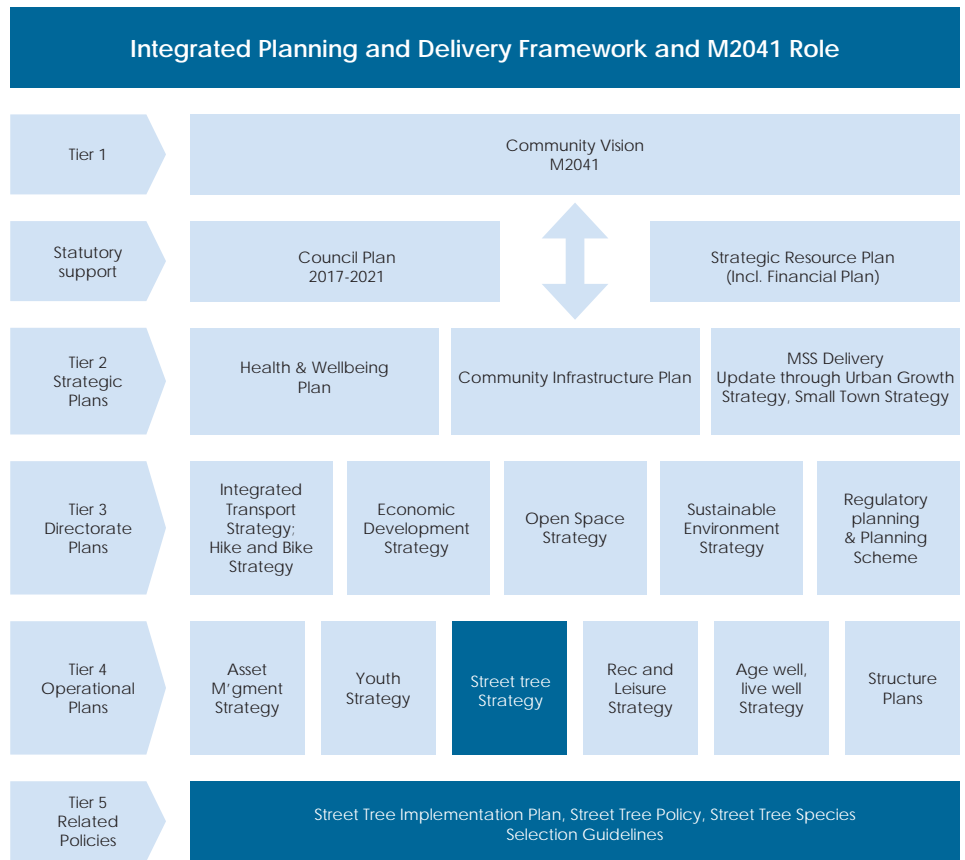 Integrated Planning and Delivery Framework and M2041 Role
Tier 1
Community Vision
M2041
Statutory
support
Council Plan
2017-2021
Strategic Resource Plan
(Incl. Financial Plan)
Tier 2
Strategic
Plans
Health & Wellbeing
Plan
Community Infrastructure Plan
MSS Delivery
Update through Urban Growth
Strategy, Small Town Strategy
Tier 3
Directorate
Plans
Integrated
Transport
Strategy;
Hike and Bike
Strategy
Economic
Development
Strategy
Open Space
Strategy
Sustainable
Environment
Strategy
Regulatory
planning
& Planning
Scheme
Tier 4
Operational
Plans
Asset
M'gment
Strategy
Youth
Strategy
Street tree
Strategy
Rec and
Leisure
Strategy
Age well,
live well
Strategy
Structure
Plans
Tier 5
Related
Policies
Street Tree Implementation Plan, Street Tree Policy, Street Tree Species
Selection Guidelines